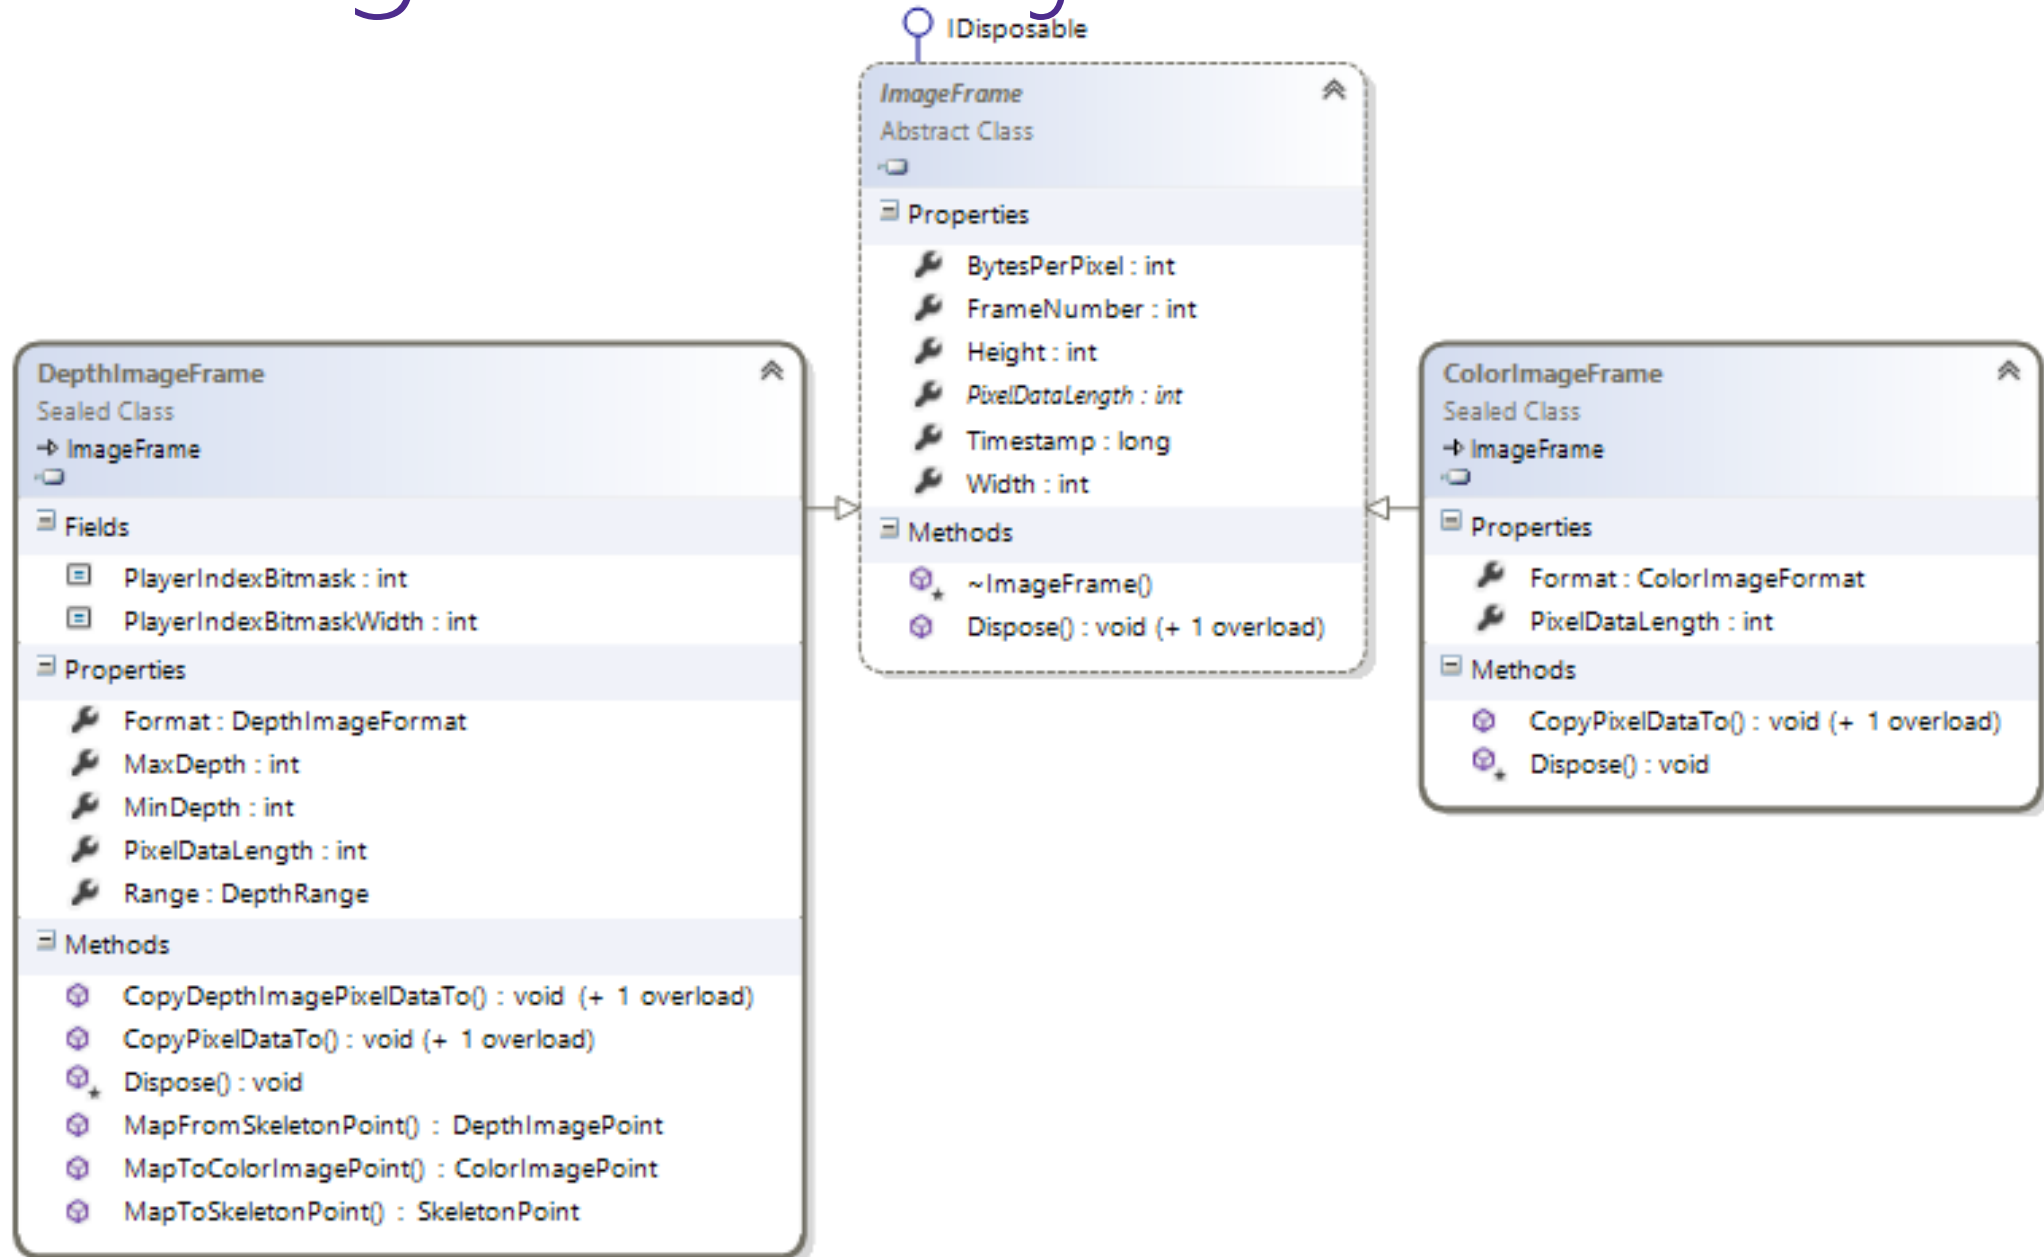 IDisposable
ImageFrame
Abstract Class
Properties
BytesPerPixel : int
FrameNumber : int
Height : int
PixelDataLength : int
Timestamp : long
Width : int
Methods
~ImageFrame()
Dispose() : void (+ 1 overload)
DepthImageFrame
Sealed Class
ImageFrame
Fields
PlayerIndexBitmask : int
PlayerIndexBitmaskWidth : int
Properties
Format : DepthImageFormat
MaxDepth : int
MinDepth : int
PixelDataLength : int
Range : DepthRange
Methods
CopyDepthImagePixelDataTo() : void (+ 1 overload)
CopyPixelDataTo() : void (+ 1 overload)
Dispose() : void
MapFromSkeletonPoint() : DepthImagePoint
MapToColorImagePoint() : ColorImagePoint
MapToSkeletonPoint() : SkeletonPoint
ColorImageFrame
Sealed Class
ImageFrame
Properties
Format : ColorImageFormat
PixelDataLength : int
Methods
CopyPixelDataTo() : void (+ 1 overload)
Dispose() : void